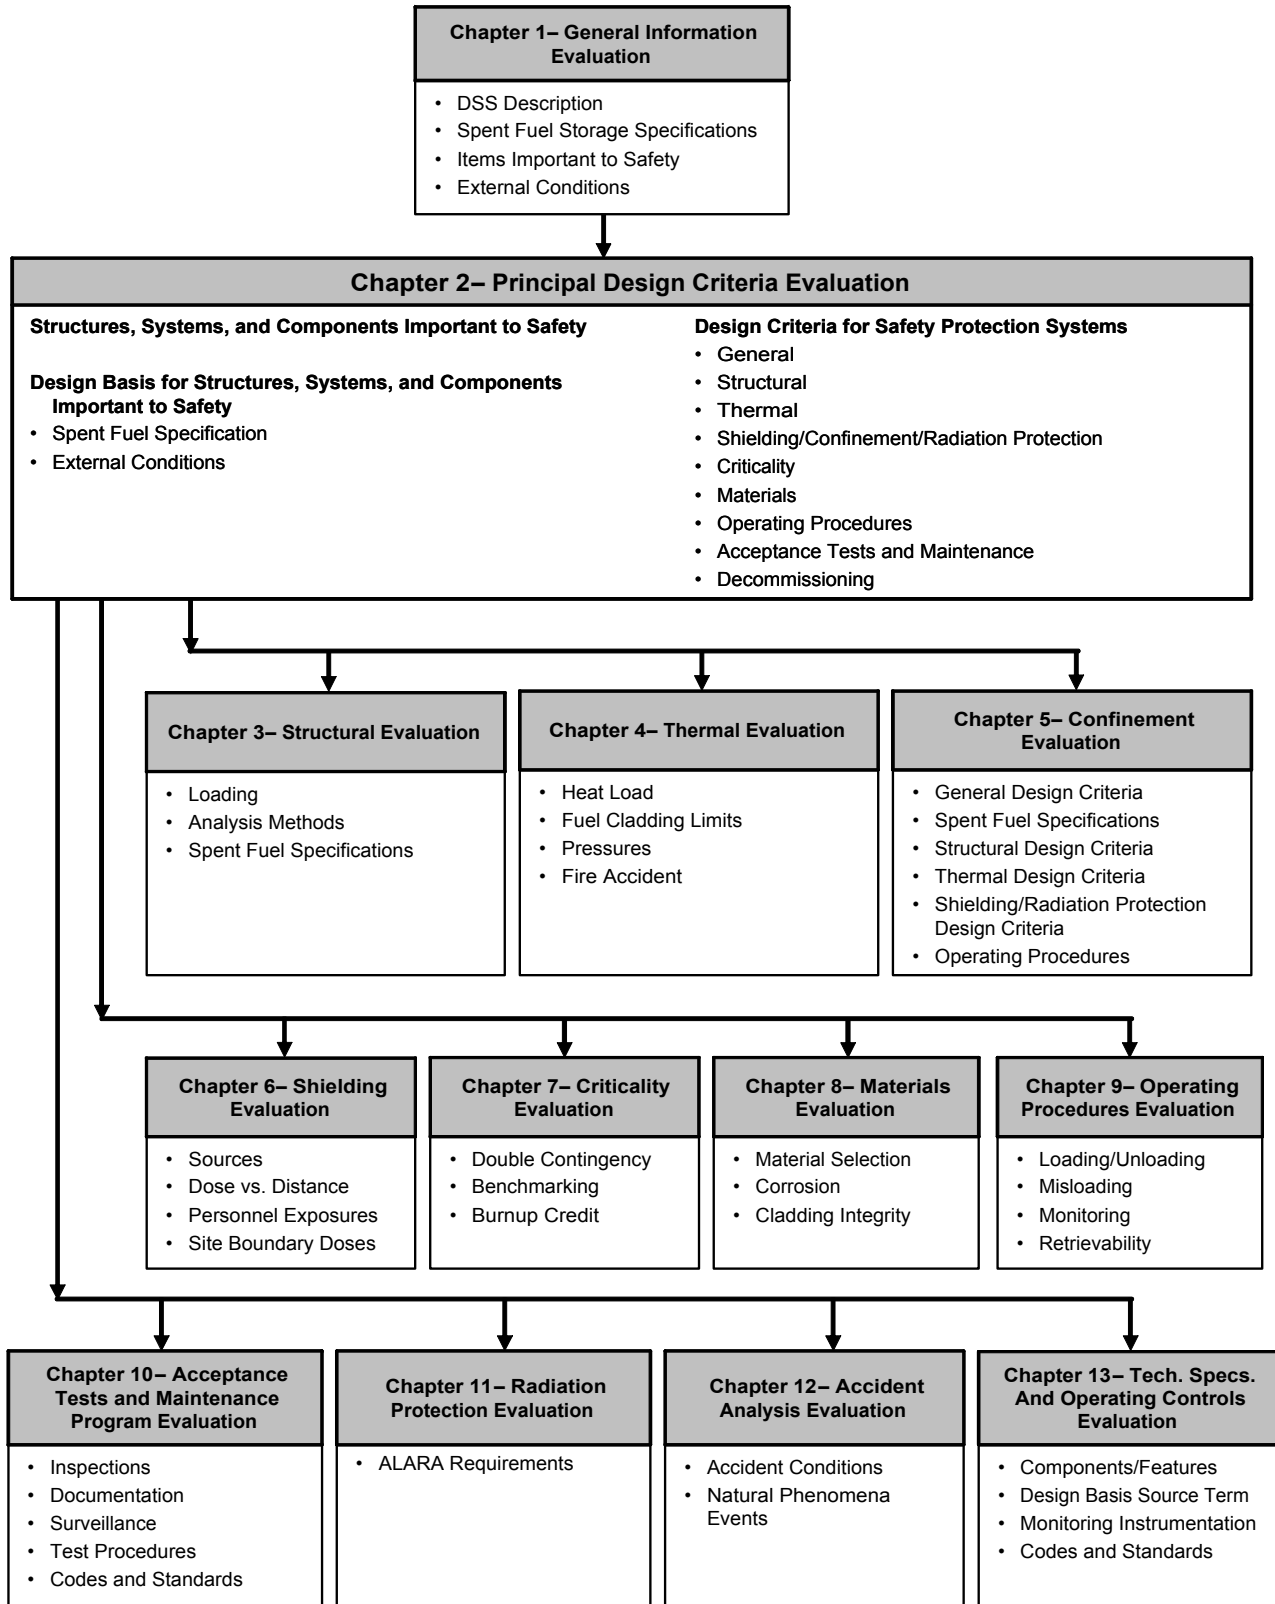 Chapter 1– General Information
Evaluation
• DSS Description
• Spent Fuel Storage Specifications
• Items Important to Safety
• External Conditions
Chapter 2– Principal Design Criteria Evaluation
Structures, Systems, and Components Important to Safety
Design Basis for Structures, Systems, and Components
Important to Safety
• Spent Fuel Specification
• External Conditions
Design Criteria for Safety Protection Systems
• General
• Structural
• Thermal
• Shielding/Confinement/Radiation Protection
• Criticality
• Materials
• Operating Procedures
• Acceptance Tests and Maintenance
• Decommissioning
Chapter 3– Structural Evaluation
• Loading
• Analysis Methods
• Spent Fuel Specifications
Chapter 4– Thermal Evaluation
• Heat Load
• Fuel Cladding Limits
• Pressures
• Fire Accident
Chapter 5– Confinement
Evaluation
• General Design Criteria
• Spent Fuel Specifications
• Structural Design Criteria
• Thermal Design Criteria
• Shielding/Radiation Protection
Design Criteria
• Operating Procedures
Chapter 6– Shielding
Evaluation
• Sources
• Dose vs. Distance
• Personnel Exposures
• Site Boundary Doses
Chapter 7– Criticality
Evaluation
• Double Contingency
• Benchmarking
• Burnup Credit
Chapter 8– Materials
Evaluation
• Material Selection
• Corrosion
• Cladding Integrity
Chapter 9– Operating
Procedures Evaluation
• Loading/Unloading
• Misloading
• Monitoring
• Retrievability
Chapter 10– Acceptance
Tests and Maintenance
Program Evaluation
• Inspections
• Documentation
• Surveillance
• Test Procedures
• Codes and Standards
Chapter 11– Radiation
Protection Evaluation
• ALARA Requirements
Chapter 12– Accident
Analysis Evaluation
• Accident Conditions
• Natural Phenomena
Events
Chapter 13– Tech. Specs.
And Operating Controls
Evaluation
• Components/Features
• Design Basis Source Term
• Monitoring Instrumentation
• Codes and Standards